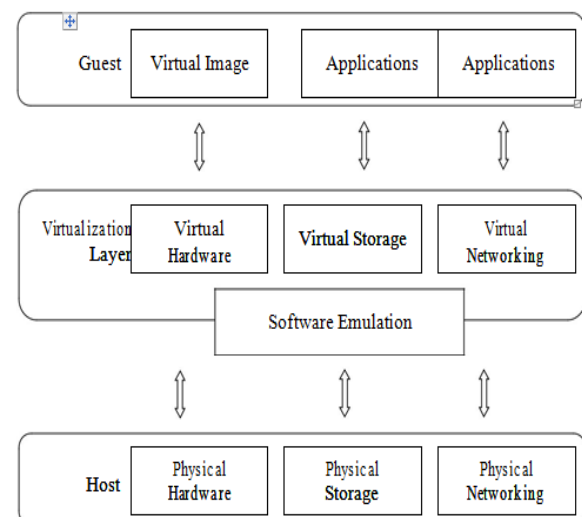 Guest Virtual Image Applications Applications
Virtualization
Layer
Virtual
Hardware
Virtual Storage
Virtual
Networking
Software Emulation
Host
Physical
Hardware
Physical
Storage
Physical
Networking